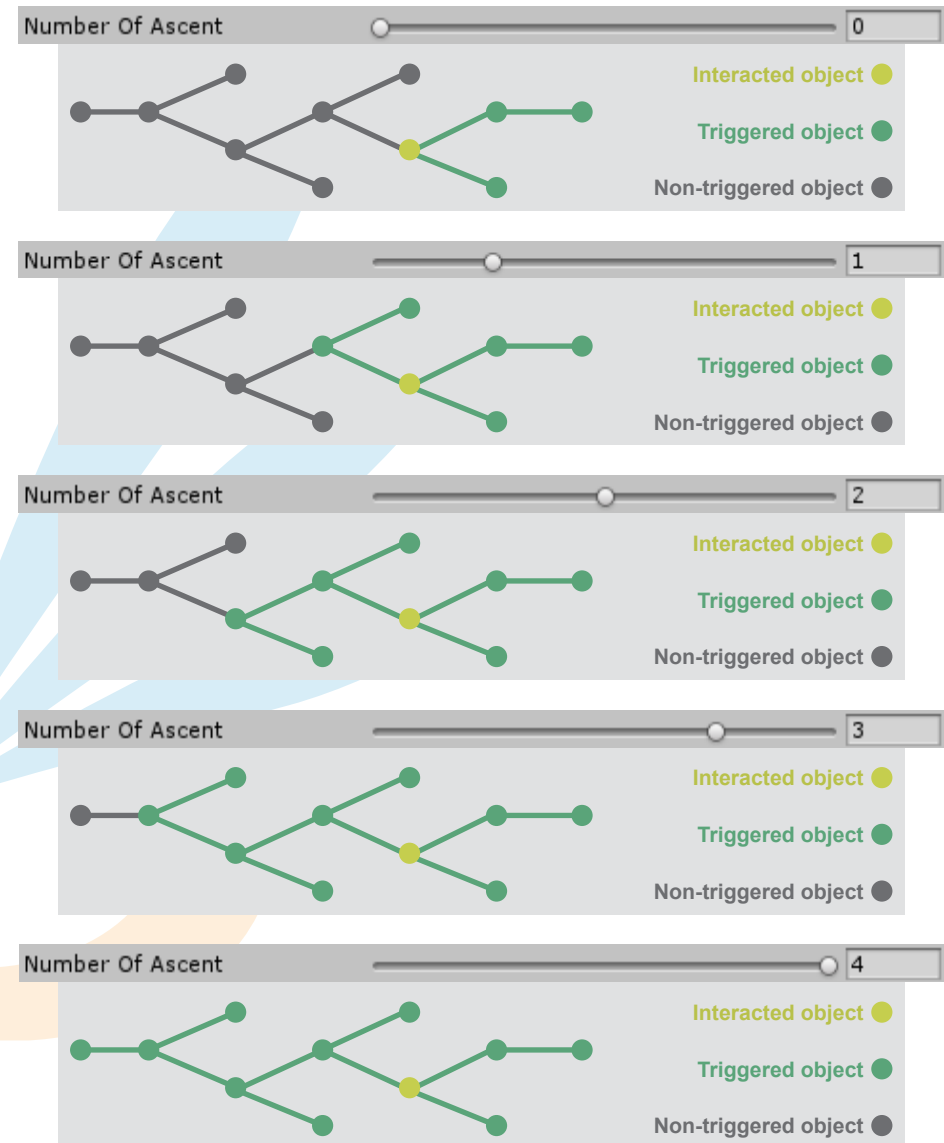 Number Of Ascent 0
Interacted object
Triggered object
Non-triggered object
Number Of Ascent 1
Interacted object
Triggered object
Non-triggered object
Number Of Ascent 2
Interacted object
Triggered object
Non-triggered object
Number Of Ascent 3
Interacted object
Triggered object
Non-triggered object
Number Of Ascent 4
Interacted object
Triggered object
Non-triggered object